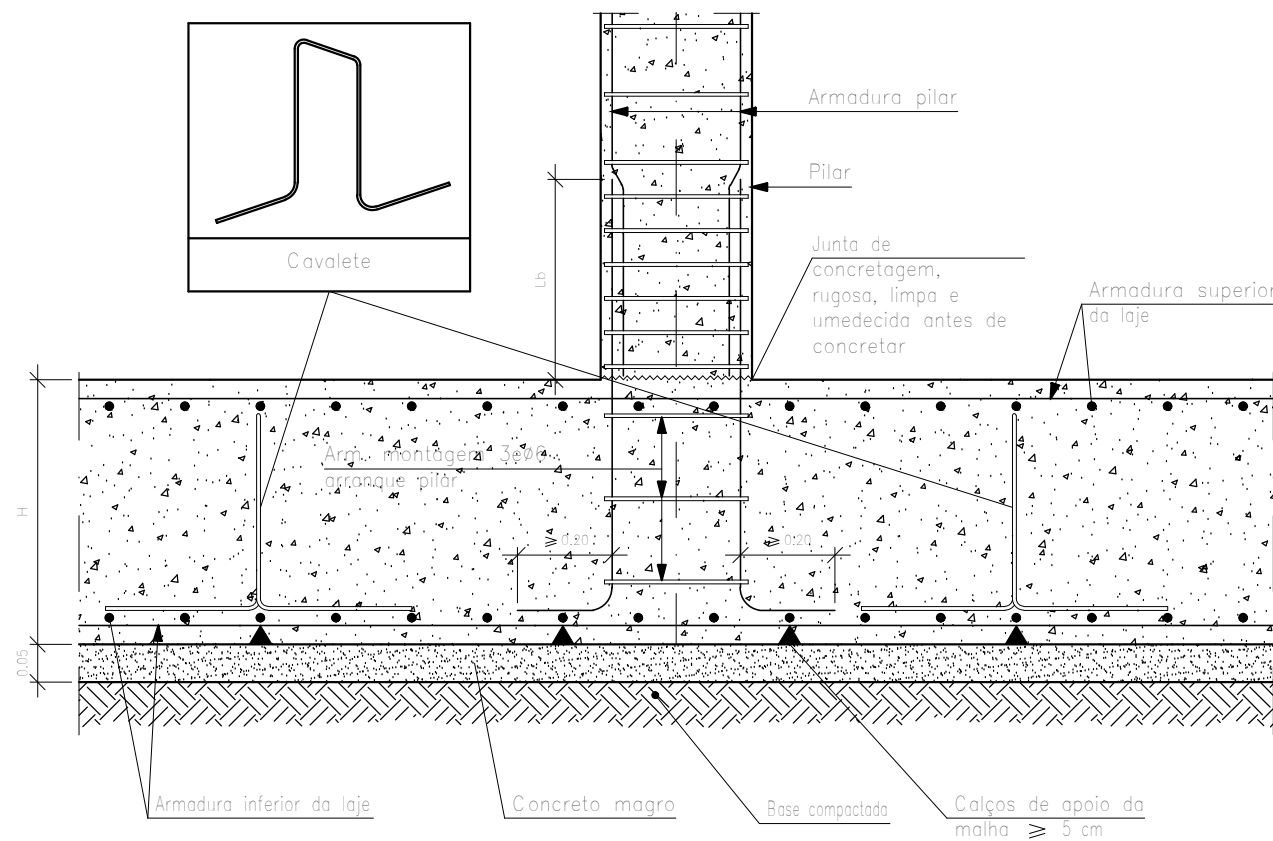 Armadura pilar
Pilar
Cavalete
Lb
Junta de
concretagem,
rugosa, limpa e
umedecida antes de
concretar
Armadura superior
da laje
Arm. montagem 3eø6
arranque pilar
H
≥ 0.20
≥ 0.20
0.05
Armadura inferior da laje
Concreto magro
Base compactada
Calços de apoio da
malha ≥ 5 cm